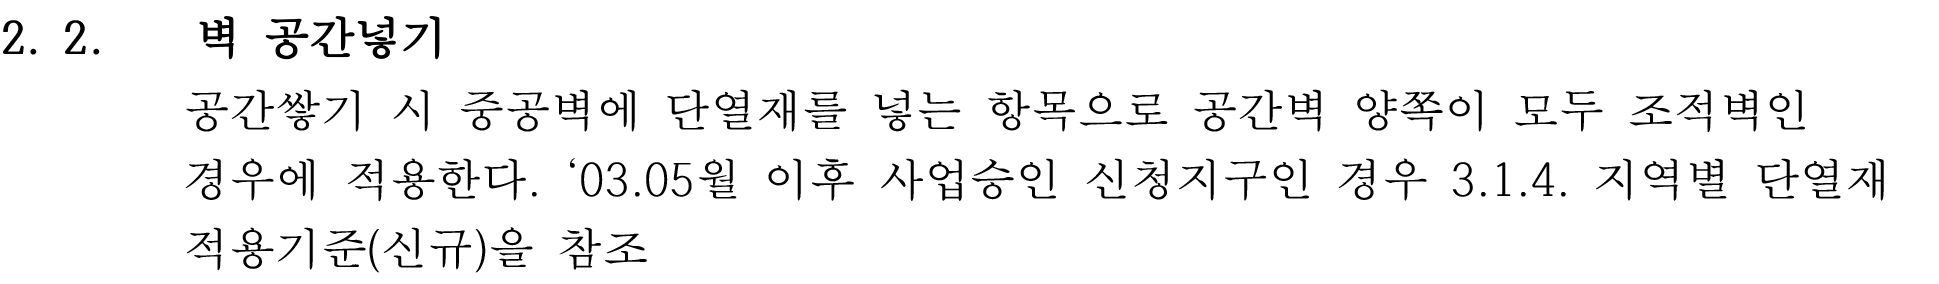 2. 2. 벽 공간넣기
공간쌓기 시 중공벽에 단열재를 넣는 항목으로 공간벽 양쪽이 모두 조적벽인
경우에 적용한다. ‘03.05월 이후 사업승인 신청지구인 경우 3.1.4. 지역별 단열재
적용기준(신규)을 참조